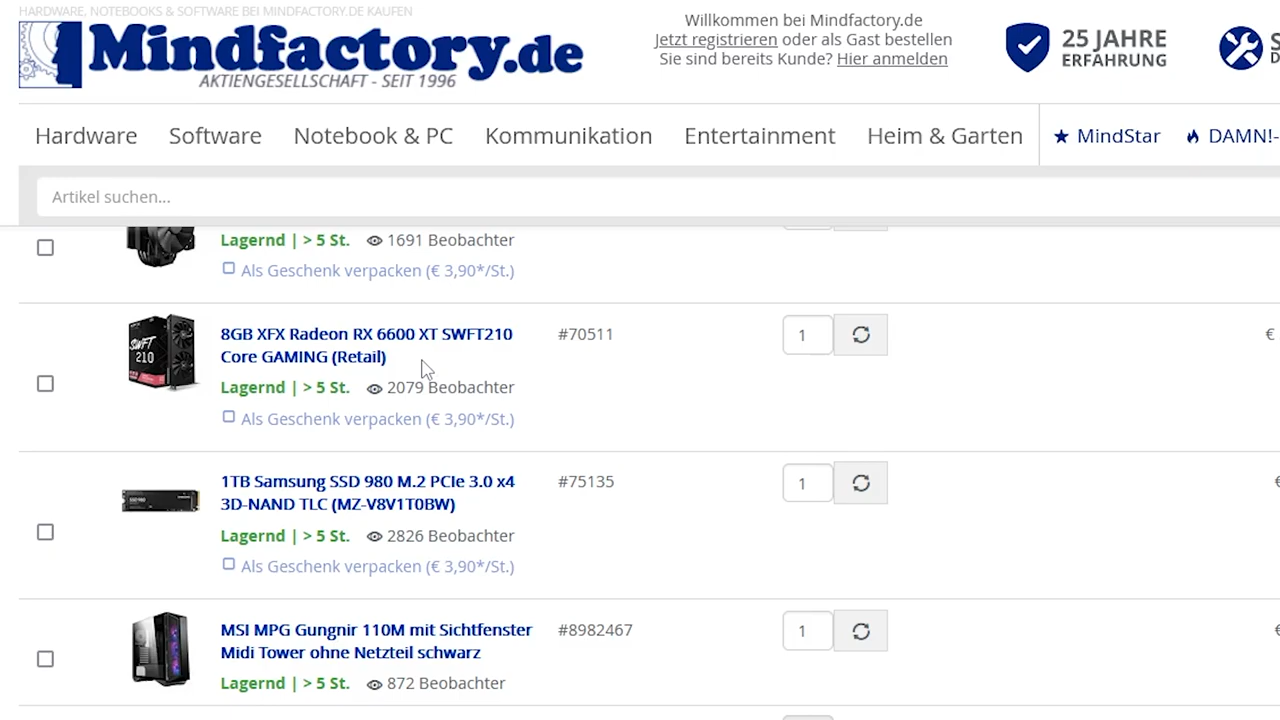 HARDWARE, NOTEBOOKS & SOFTWARE BEI MINDFACTORY.DE KAUFEN
Mindfactory.de
AKTIENGESELLSCHAFT - SEIT 1996
Willkommen bei Mindfactory.de
Jetzt registrieren oder als Gast bestellen
Sie sind bereits Kunde? Hier anmelden
25 JAHRE
ERFAHRUNG
Hardware Software Notebook & PC Kommunikation Entertainment Heim & Garten MindStar DAMN!-
Artikel suchen...
Lagernd | > 5 St. 1691 Beobachter
Als Geschenk verpacken (€ 3,90*/St.)
8GB XFX Radeon RX 6600 XT SWFT210 #70511 1 €
Core GAMING (Retail)
SWFT
210
Lagernd | > 5 St. 2079 Beobachter
Als Geschenk verpacken (€ 3,90*/St.)
1TB Samsung SSD 980 M.2 PCIe 3.0 x4 #75135 1 €
3D-NAND TLC (MZ-V8V1T0BW)
Lagernd | > 5 St. 2826 Beobachter
Als Geschenk verpacken (€ 3,90*/St.)
MSI MPG Gungnir 110M mit Sichtfenster #8982467 1 €
Midi Tower ohne Netzteil schwarz
Lagernd | > 5 St. 872 Beobachter